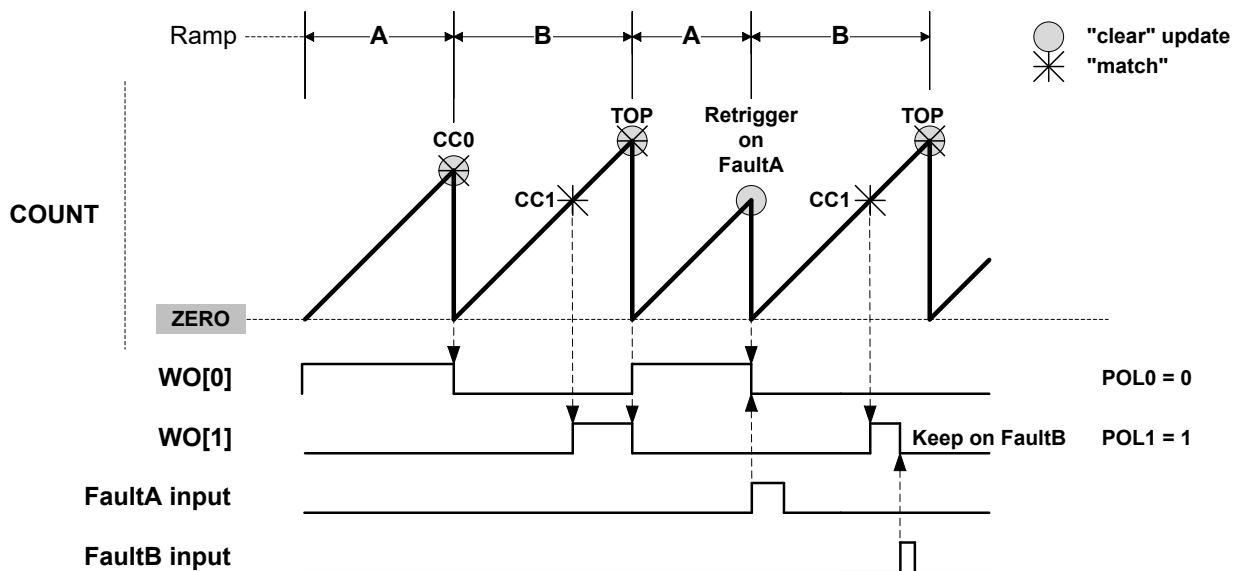 Ramp A B A B
"clear" update
"match"
TOP Retrigger TOP
on
CC0 FaultA
CC1 CC1
COUNT
ZERO
WO[0] POL0 = 0
WO[1] Keep on FaultB POL1 = 1
FaultA input
FaultB input